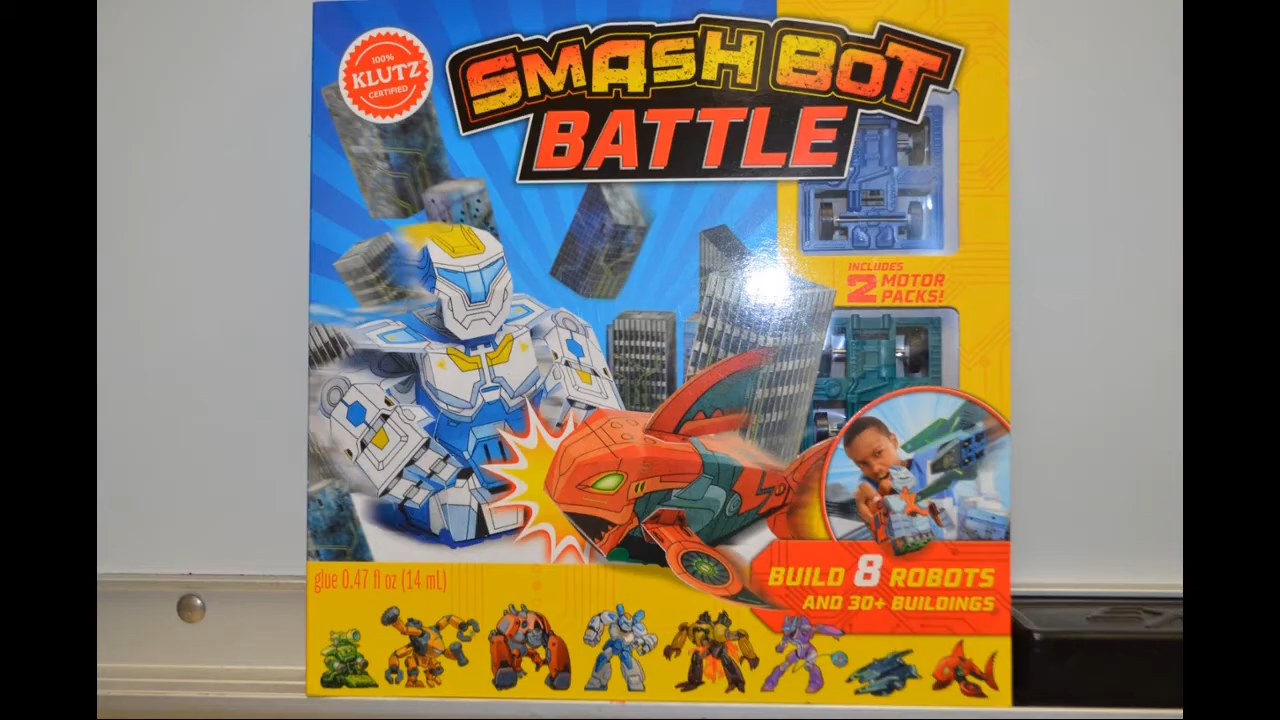 100%
KLUTZ
CERTIFIED
SMASH BOT
BATTLE
INCLUDES
2 MOTOR
PACKS!
BUILD 8 ROBOTS
AND 30+ BUILDINGS
glue 0.47 fl oz (14 mL)